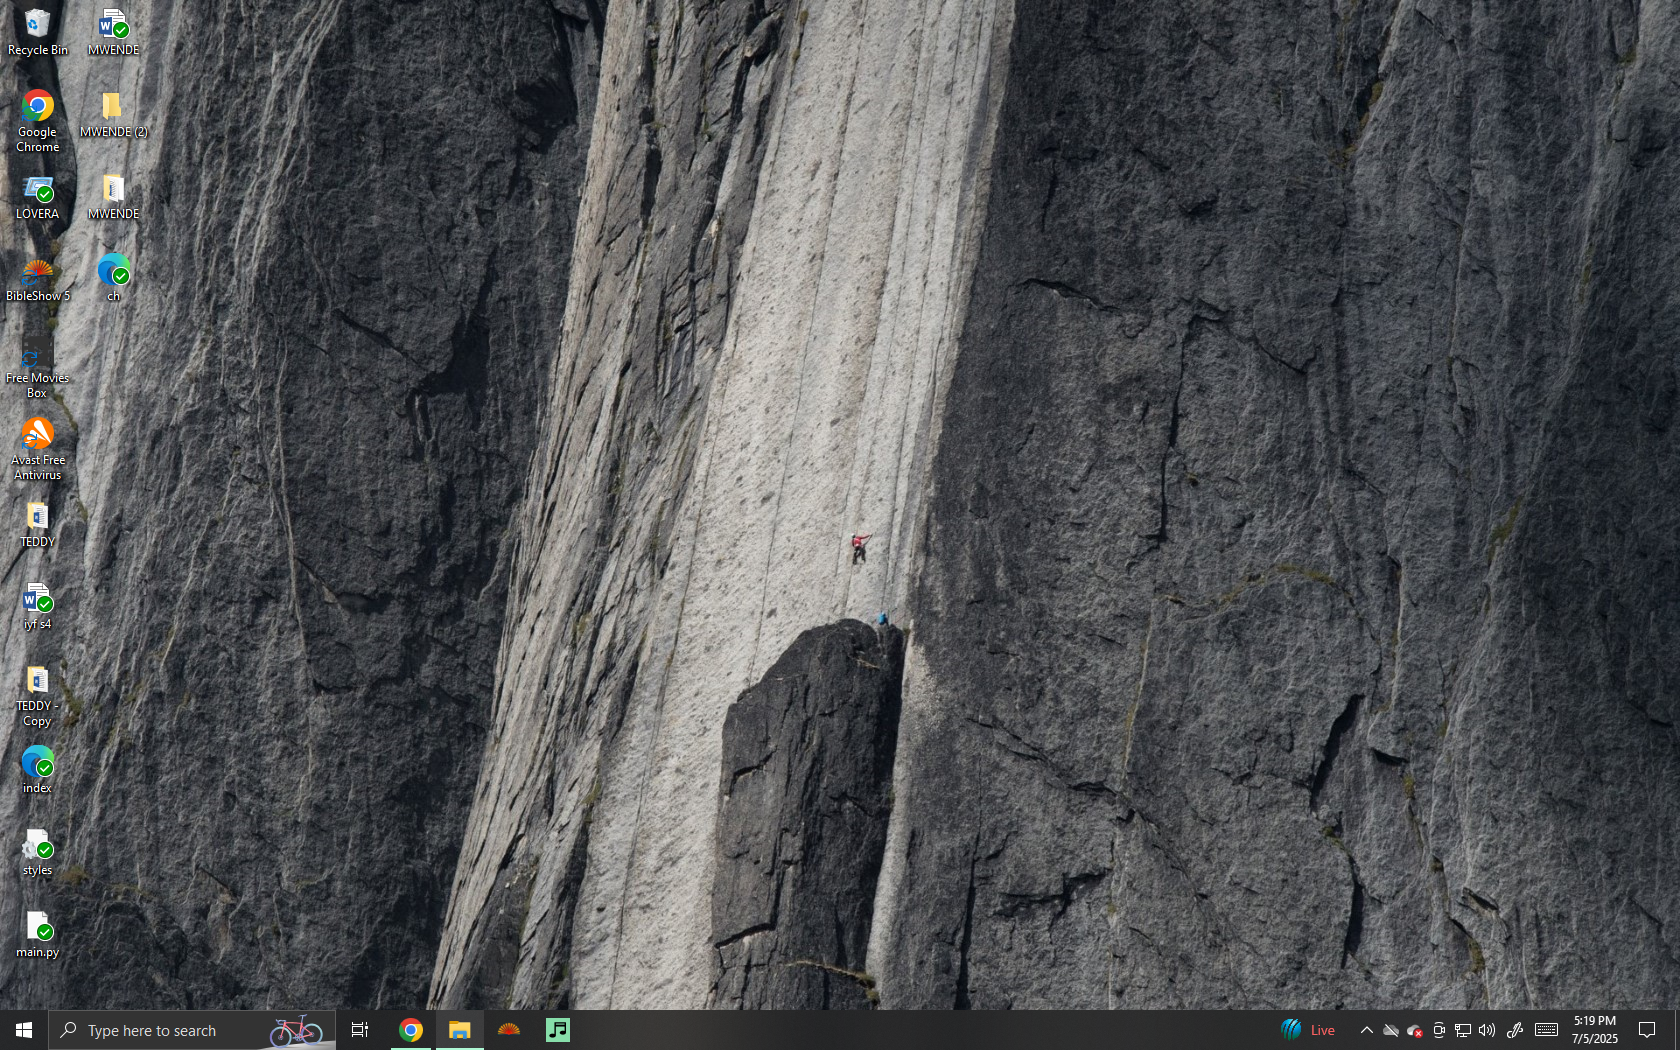 Recycle Bin
Google
Chrome
LOVERA
BibleShow 5
Free Movies
Box
Avast Free
Antivirus
TEDDY
iyf s4
TEDDY -
Copy
index
styles
main.py
MWENDE
MWENDE (2)
MWENDE
ch
Type here to search
Live
5:19 PM
7/5/2025